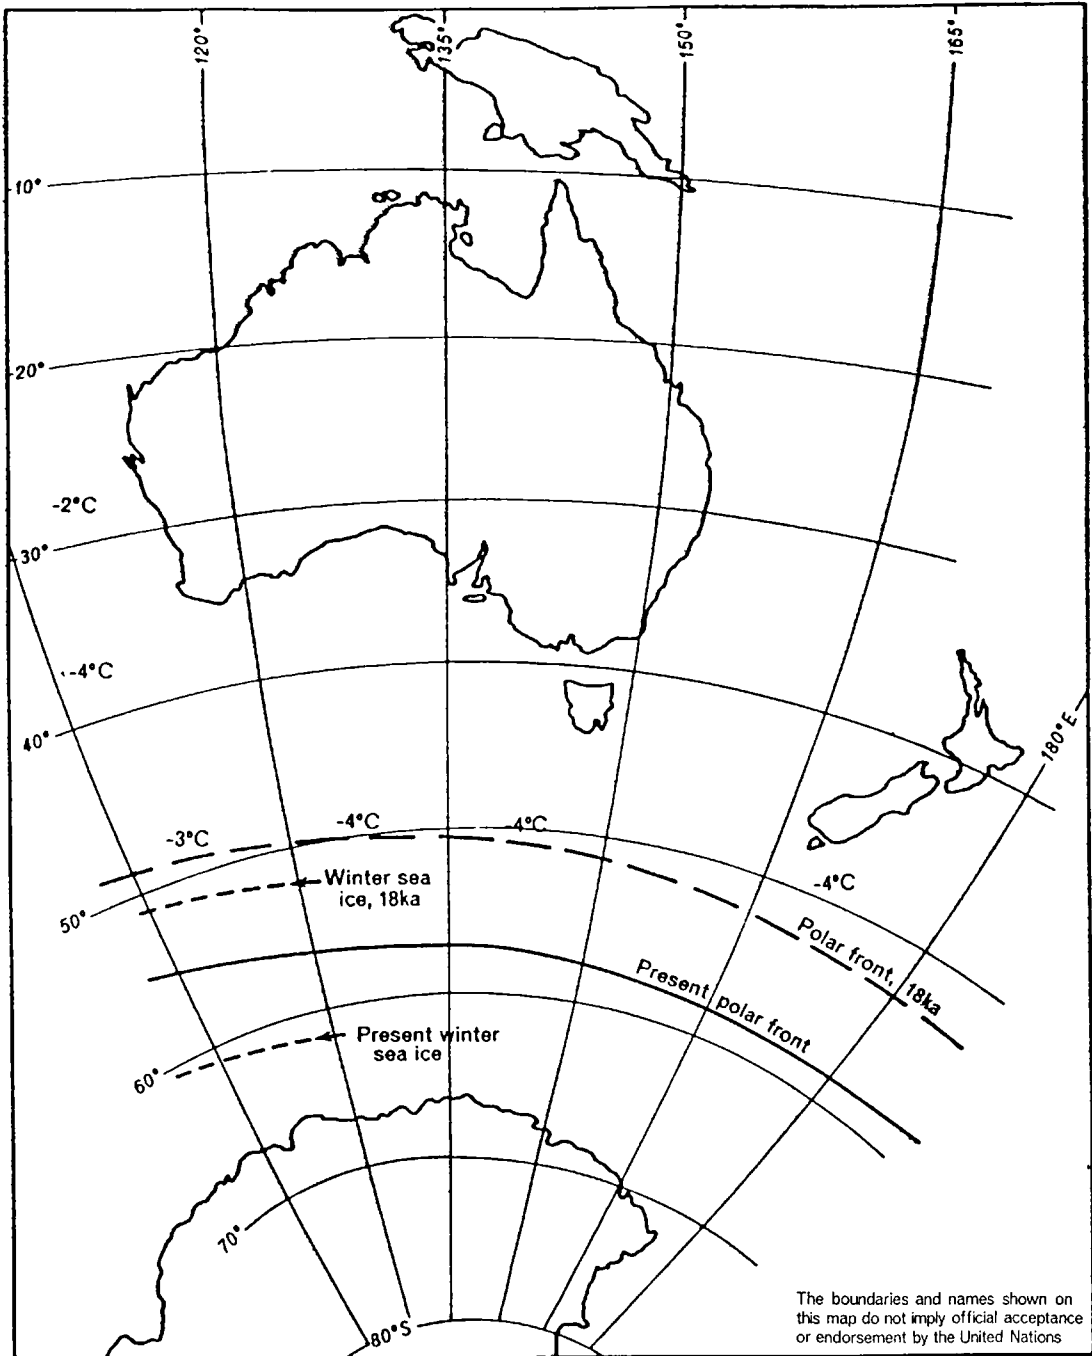 120°
135°
150°
165°
10°
20°
-2°C
30°
-4°C
40°
180°E
-3°C
-4°C
-4°C
-4°C
Winter sea
ice, 18ka
50°
Polar front, 18ka
Present polar front
Present winter
sea ice
60°
70°
80°S
The boundaries and names shown on
this map do not imply official acceptance
or endorsement by the United Nations